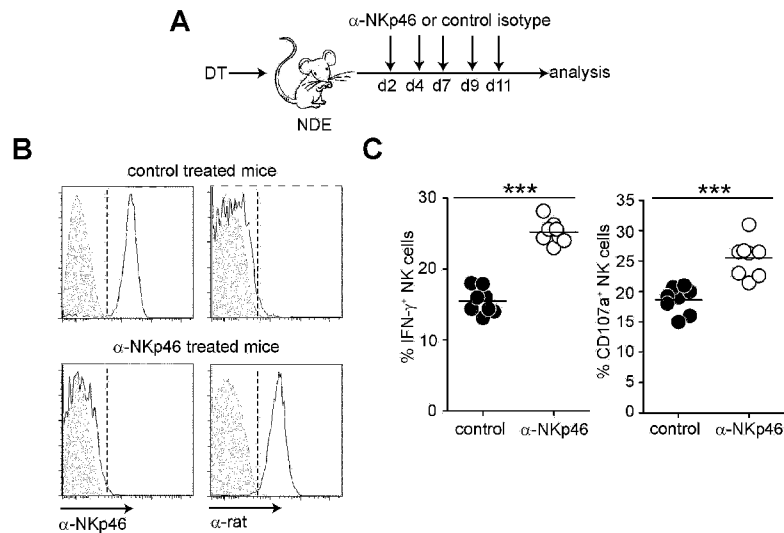 A
α-NKp46 or control isotype
DT
NDE
d2 d4 d7 d9 d11
analysis
B
control treated mice
α-NKp46 treated mice
α-NKp46
α-rat
C
***
% IFN-γ⁺ NK cells
30
20
10
0
control α-NKp46
***
% CD107a⁺ NK cells
35
30
25
20
15
10
5
0
control α-NKp46